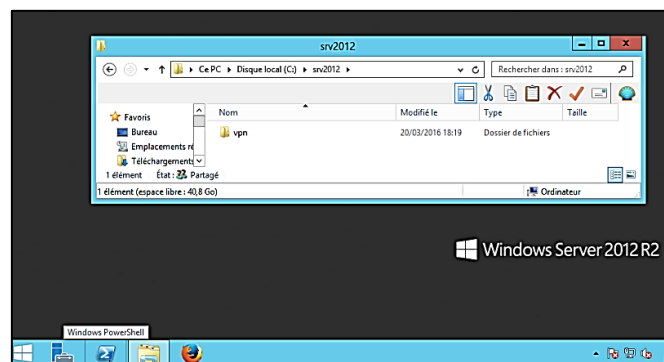 srv2012
Ce PC ▸ Disque local (C:) ▸ srv2012 ▸
Rechercher dans : srv2012
Favoris
Bureau
Emplacements ré
Téléchargements
Nom Modifié le Type Taille
vpn 20/03/2016 18:19 Dossier de fichiers
1 élément État : Partagé
1 élément (espace libre : 40,8 Go) Ordinateur
Windows Server 2012 R2
Windows PowerShell